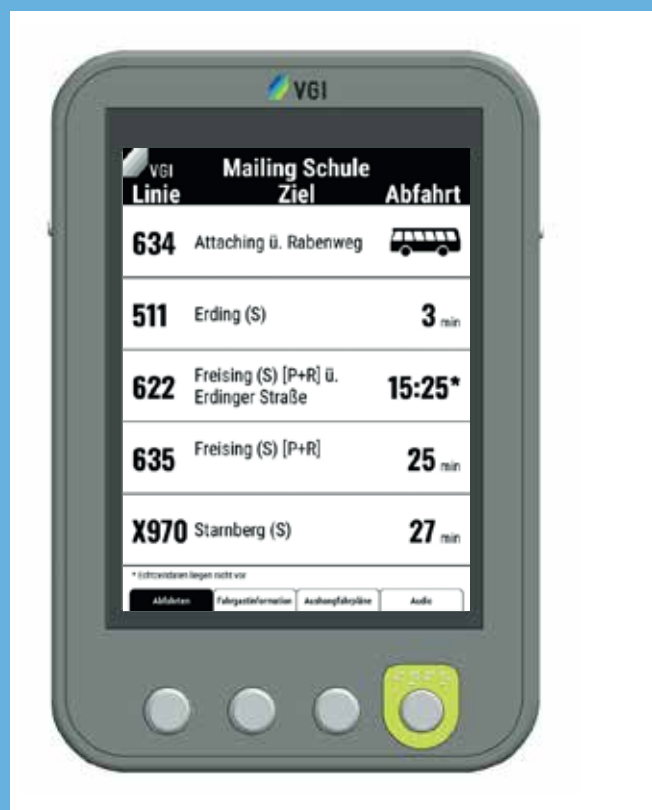 VGI
VGI Mailing Schule
Linie Ziel Abfahrt
634 Attaching ü. Rabenweg
511 Erding (S) 3 min
622 Freising (S) [P+R] ü.
Erdinger Straße 15:25*
635 Freising (S) [P+R] 25 min
X970 Starnberg (S) 27 min
* Echtzeitdaten liegen nicht vor
Abfahrten Fahrgastinformation Aushangfahrpläne Audio